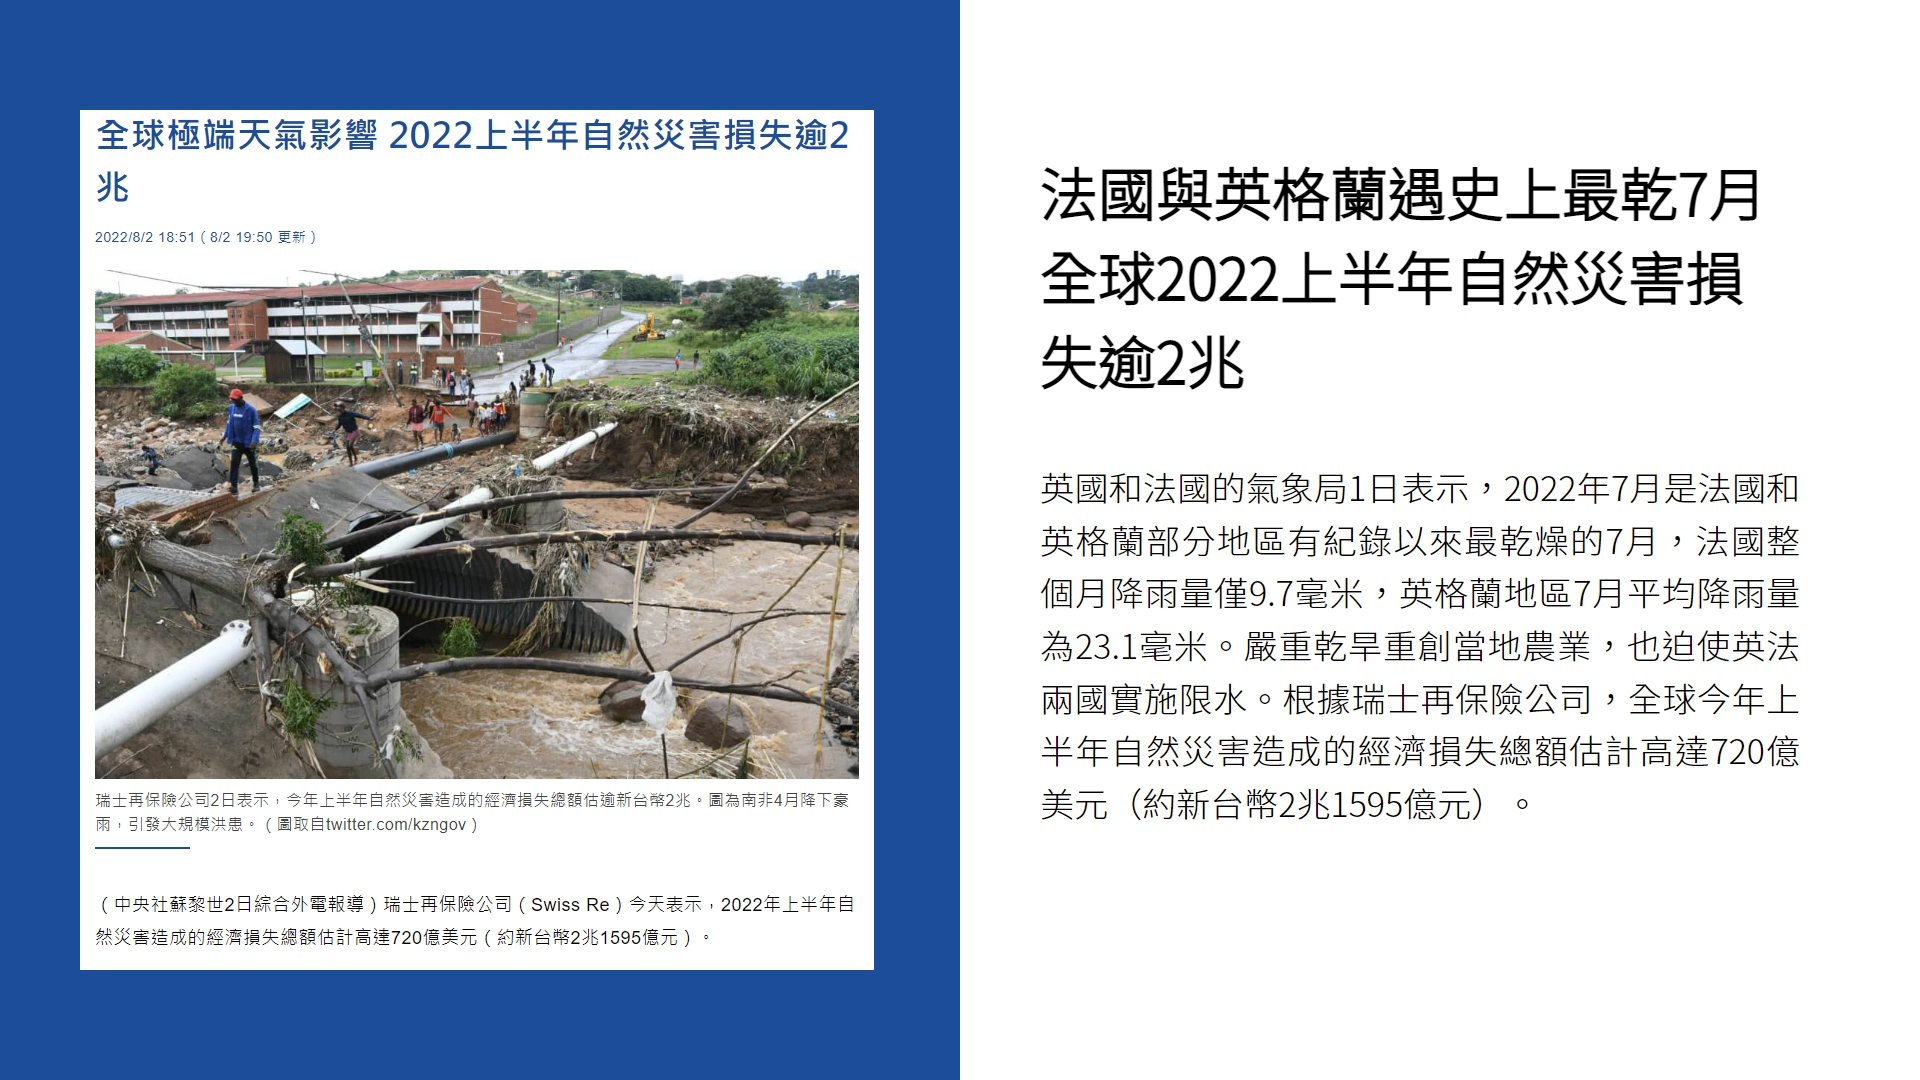 全球極端天氣影響 2022上半年自然災害損失逾2
兆
2022/8/2 18:51（8/2 19:50 更新）
瑞士再保險公司2日表示，今年上半年自然災害造成的經濟損失總額估逾新台幣2兆。圖為南非4月降下豪
雨，引發大規模洪患。（圖取自twitter.com/kzngov）
（中央社蘇黎世2日綜合外電報導）瑞士再保險公司（Swiss Re）今天表示，2022年上半年自
然災害造成的經濟損失總額估計高達720億美元（約新台幣2兆1595億元）。
法國與英格蘭遇史上最乾7月
全球2022上半年自然災害損
失逾2兆
英國和法國的氣象局1日表示，2022年7月是法國和
英格蘭部分地區有紀錄以來最乾燥的7月，法國整
個月降雨量僅9.7毫米，英格蘭地區7月平均降雨量
為23.1毫米。嚴重乾旱重創當地農業，也迫使英法
兩國實施限水。根據瑞士再保險公司，全球今年上
半年自然災害造成的經濟損失總額估計高達720億
美元（約新台幣2兆1595億元）。